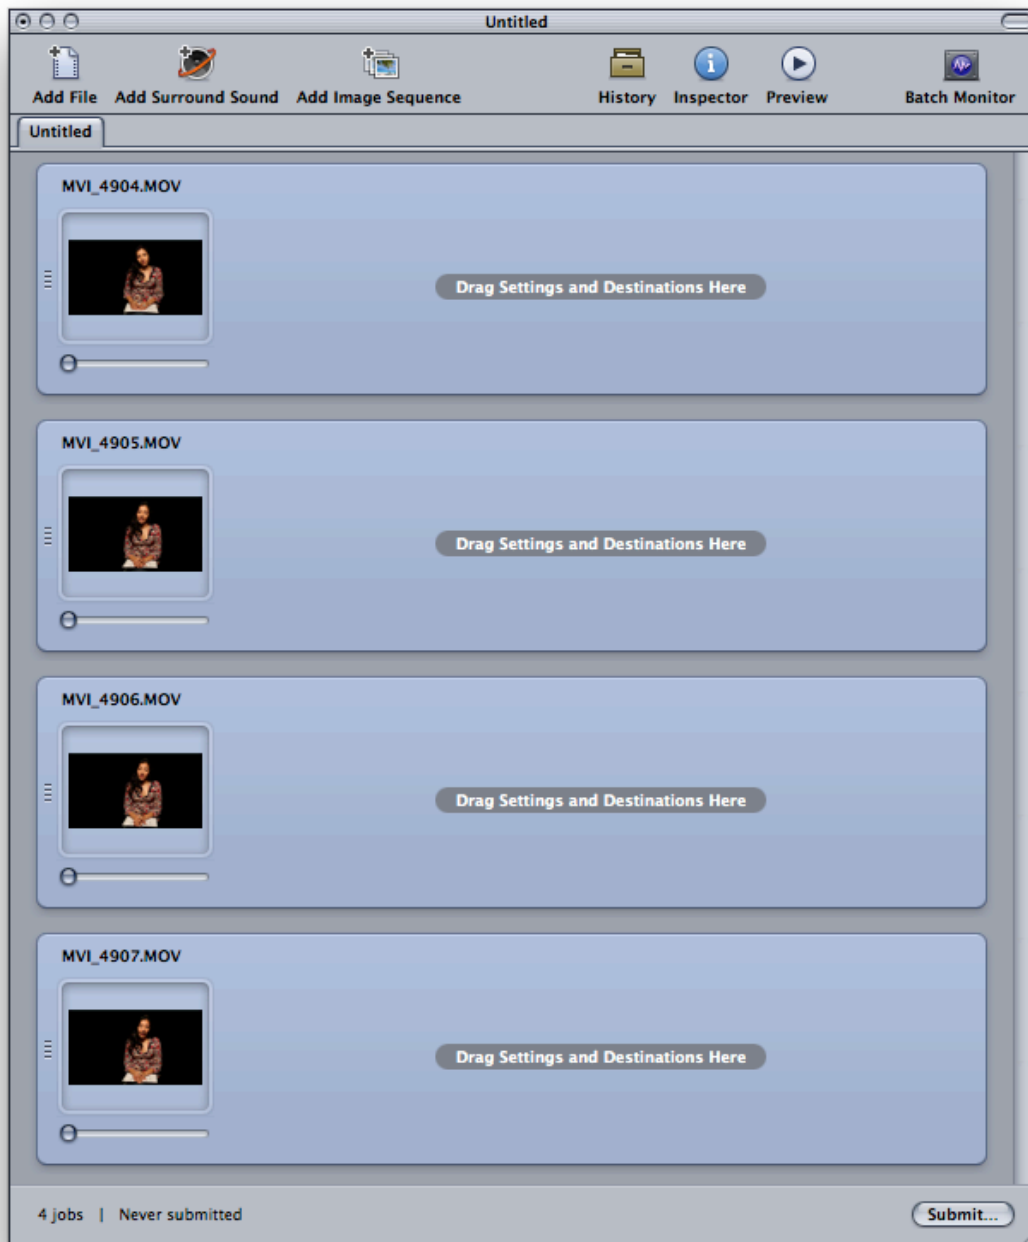 Untitled
Add File Add Surround Sound Add Image Sequence History Inspector Preview Batch Monitor
Untitled
MVI_4904.MOV
Drag Settings and Destinations Here
MVI_4905.MOV
Drag Settings and Destinations Here
MVI_4906.MOV
Drag Settings and Destinations Here
MVI_4907.MOV
Drag Settings and Destinations Here
4 jobs | Never submitted Submit...